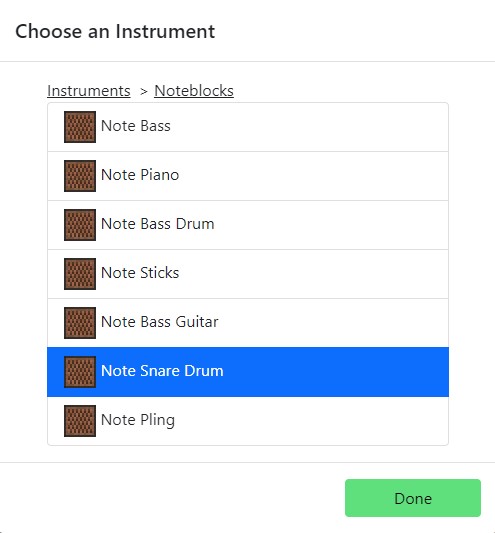 Choose an Instrument
Instruments > Noteblocks
Note Bass
Note Piano
Note Bass Drum
Note Sticks
Note Bass Guitar
Note Snare Drum
Note Pling
Done